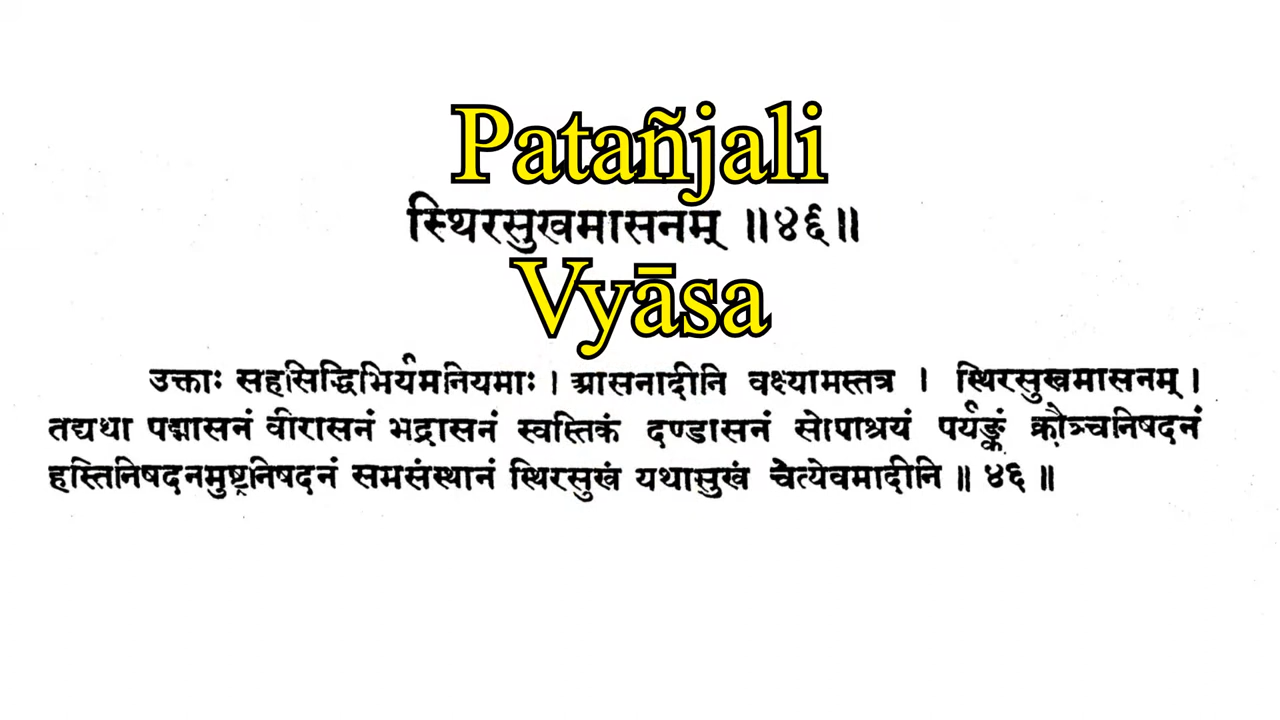 Patañjali
स्थिरसुखमासनम् ॥४६॥
Vyāsa
उक्ताः सहसिद्धिभिर्यमनियमाः । आसनादीनि वक्ष्यामस्तत्र । स्थिरसुखमासनम् ।
तद्यथा पद्मासनं वीरासनं भद्रासनं स्वस्तिकं दण्डासनं सोपाश्रयं पर्यङ्कं क्रौञ्चनिषदनं
हस्तिनिषदनमुष्ट्रनिषदनं समसंस्थानं स्थिरसुखं यथासुखं चेत्येवमादीनि ॥ ४६ ॥